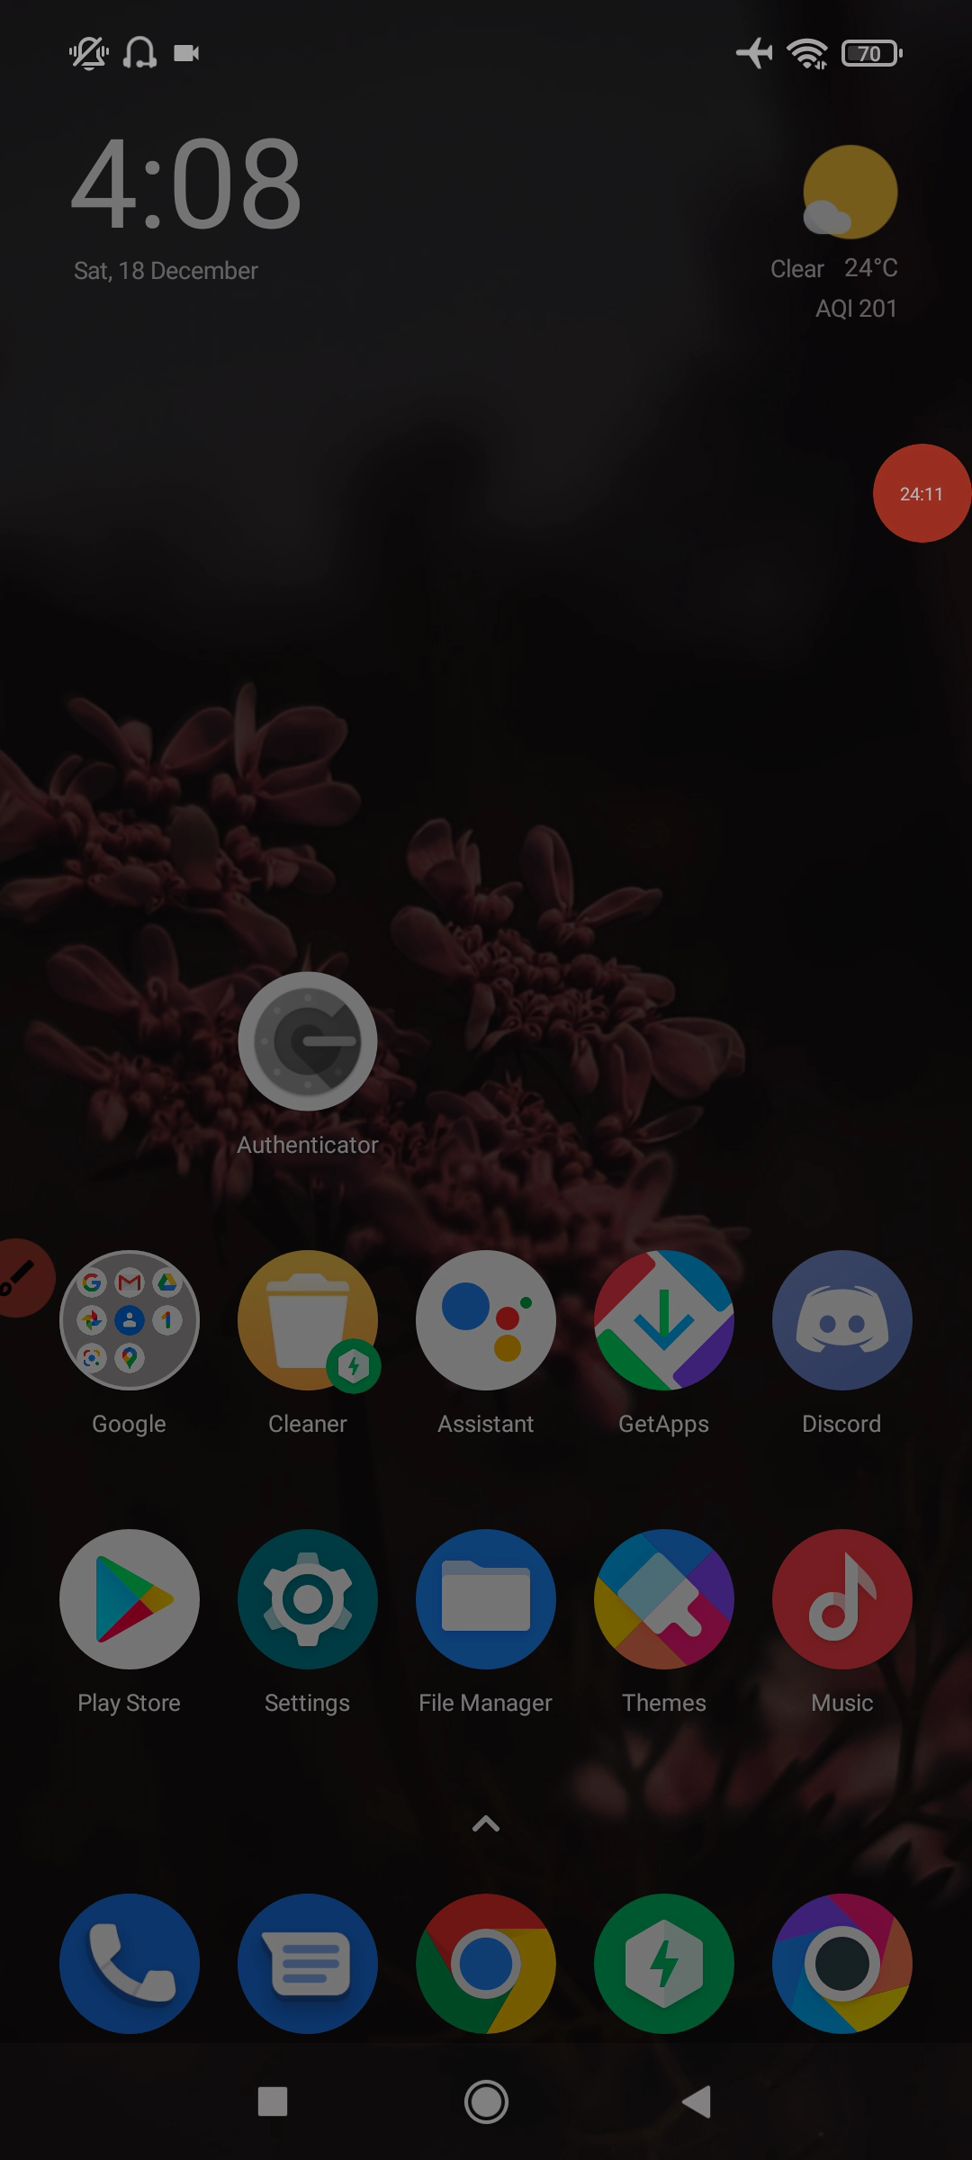 70
4:08
Sat, 18 December
Clear 24°C
AQI 201
24:11
Authenticator
Google
Cleaner
Assistant
GetApps
Discord
Play Store
Settings
File Manager
Themes
Music